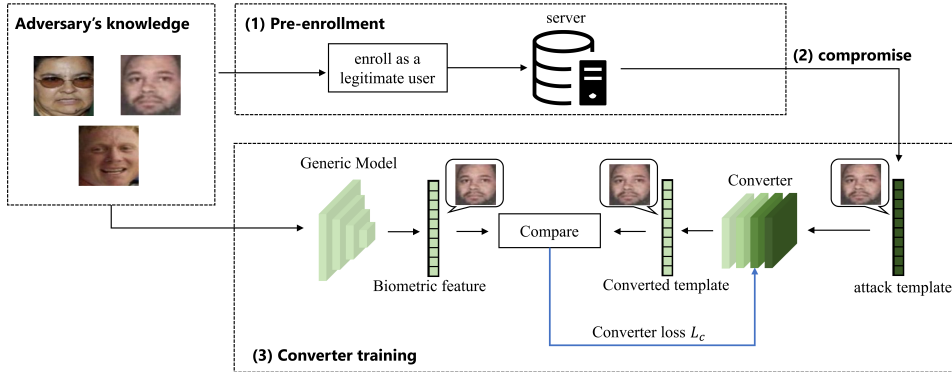 Adversary's knowledge
(1) Pre-enrollment
server
enroll as a
legitimate user
(2) compromise
Generic Model
Converter
Compare
Biometric feature
Converted template
attack template
Converter loss L_c
(3) Converter training